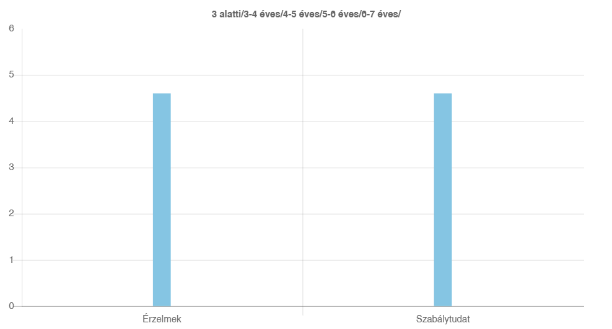 3 alatti/3-4 éves/4-5 éves/5-6 éves/6-7 éves/
6
5
4
3
2
1
0
Érzelmek
Szabálytudat